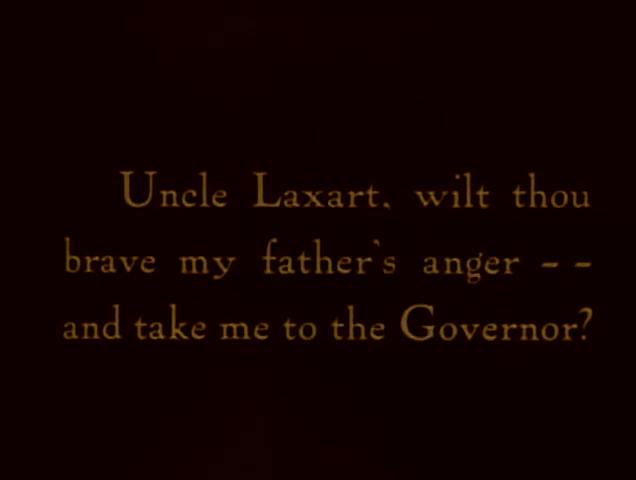 Uncle Laxart, wilt thou
brave my father's anger - -
and take me to the Governor?